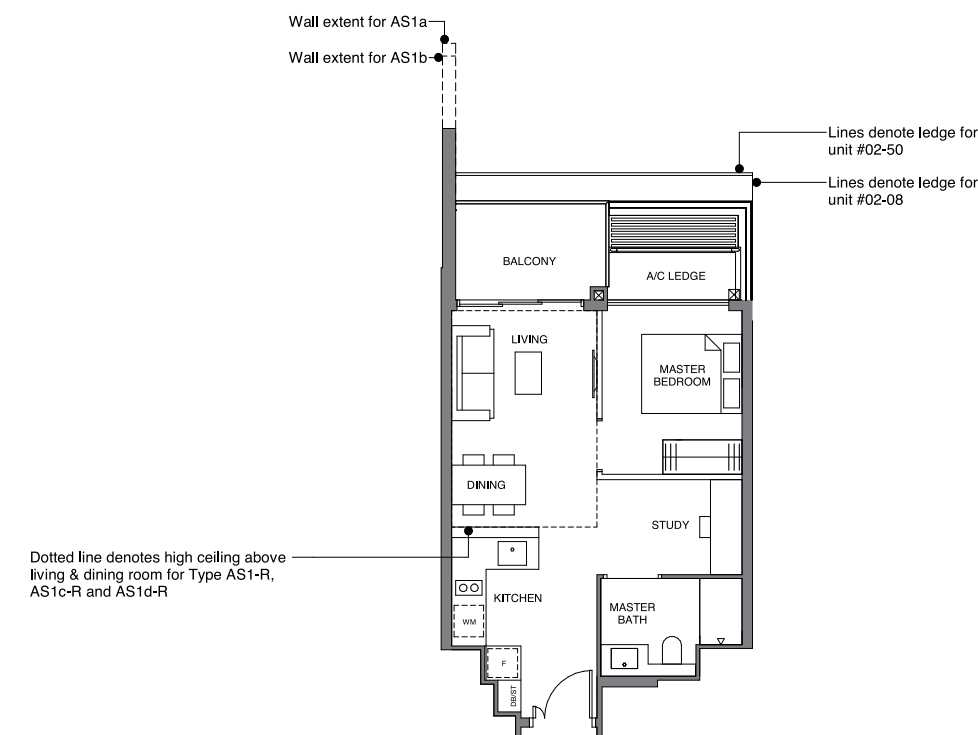 Wall extent for AS1a
Wall extent for AS1b
Lines denote ledge for
unit #02-50
Lines denote ledge for
unit #02-08
BALCONY
A/C LEDGE
LIVING
MASTER
BEDROOM
DINING
STUDY
Dotted line denotes high ceiling above
living & dining room for Type AS1-R,
AS1c-R and AS1d-R
KITCHEN
MASTER
BATH
WM
F
DB/ST